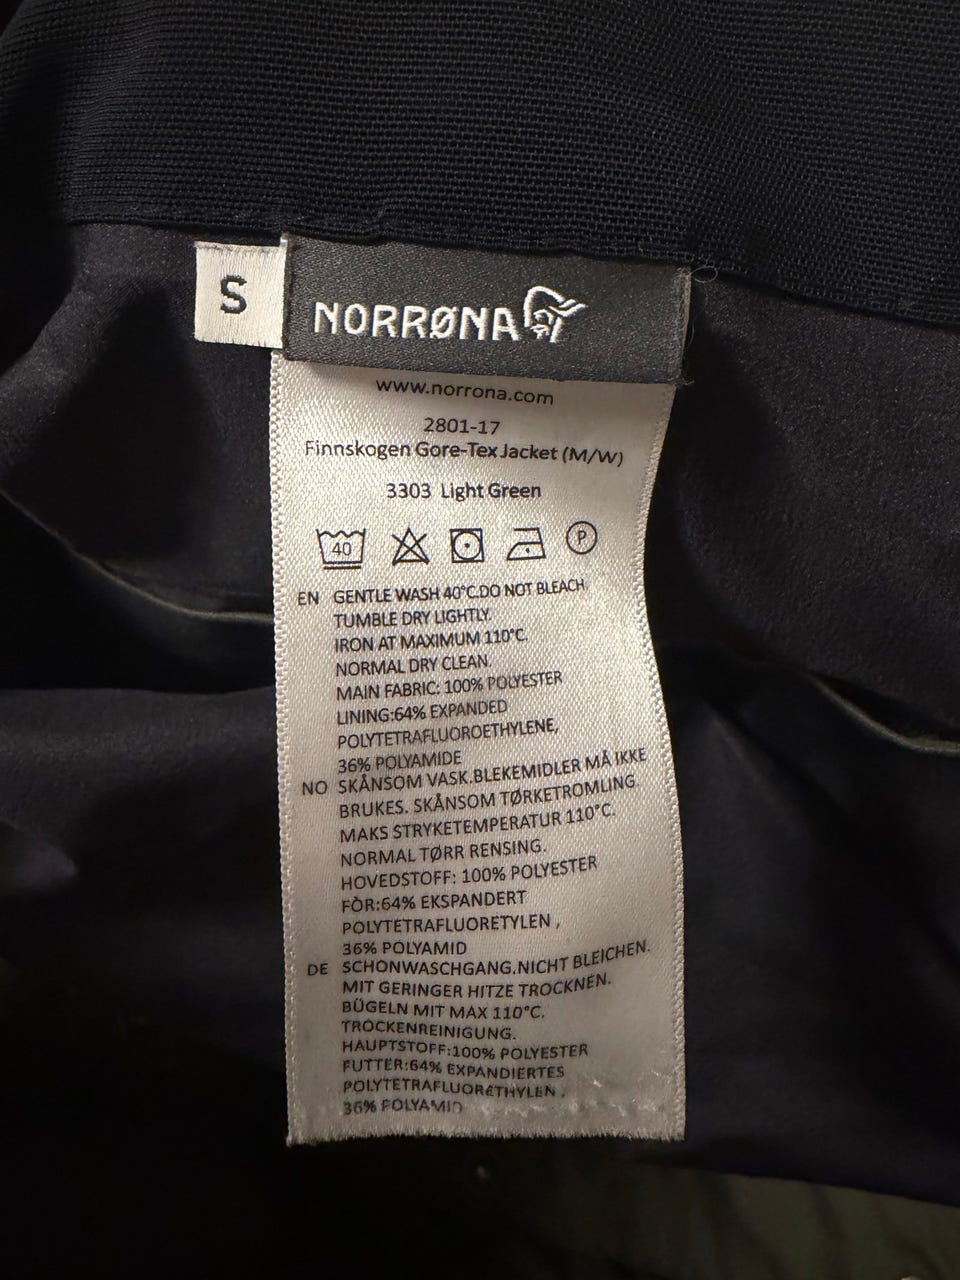 S
NORRØNA
www.norrona.com
2801-17
Finnskogen Gore-Tex Jacket (M/W)
3303 Light Green
40
P
EN GENTLE WASH 40°C.DO NOT BLEACH.
TUMBLE DRY LIGHTLY.
IRON AT MAXIMUM 110°C.
NORMAL DRY CLEAN.
MAIN FABRIC: 100% POLYESTER
LINING:64% EXPANDED
POLYTETRAFLUOROETHYLENE,
36% POLYAMIDE
NO SKÅNSOM VASK.BLEKEMIDLER MÅ IKKE
BRUKES. SKÅNSOM TØRKETROMLING
MAKS STRYKETEMPERATUR 110°C.
NORMAL TØRR RENSING.
HOVEDSTOFF: 100% POLYESTER
FÒR:64% EKSPANDERT
POLYTETRAFLUORETYLEN ,
36% POLYAMID
DE SCHONWASCHGANG.NICHT BLEICHEN.
MIT GERINGER HITZE TROCKNEN.
BÜGELN MIT MAX 110°C.
TROCKENREINIGUNG.
HAUPTSTOFF:100% POLYESTER
FUTTER:64% EXPANDIERTES
POLYTETRAFLUORETHYLEN ,
36% POLYAMID